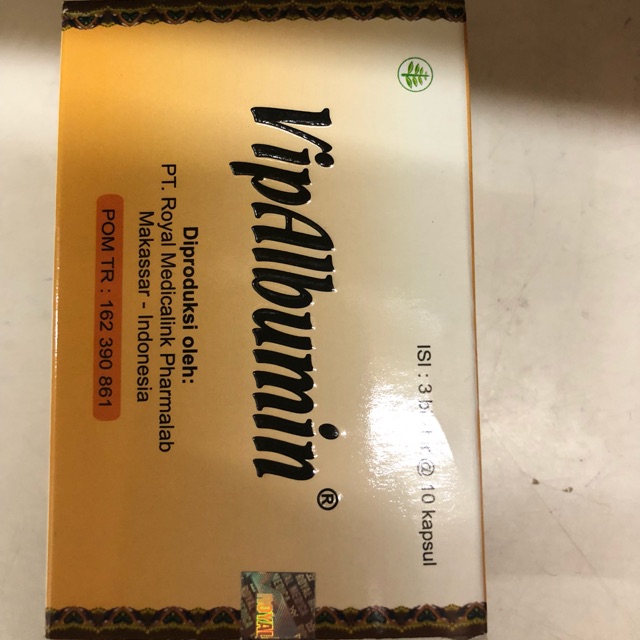 ISI : 3 @ 10 kapsul
VipAlbumin®
Diproduksi oleh:
PT. Royal Medicalink Pharmalab
Makassar - Indonesia
POM TR : 162 390 861